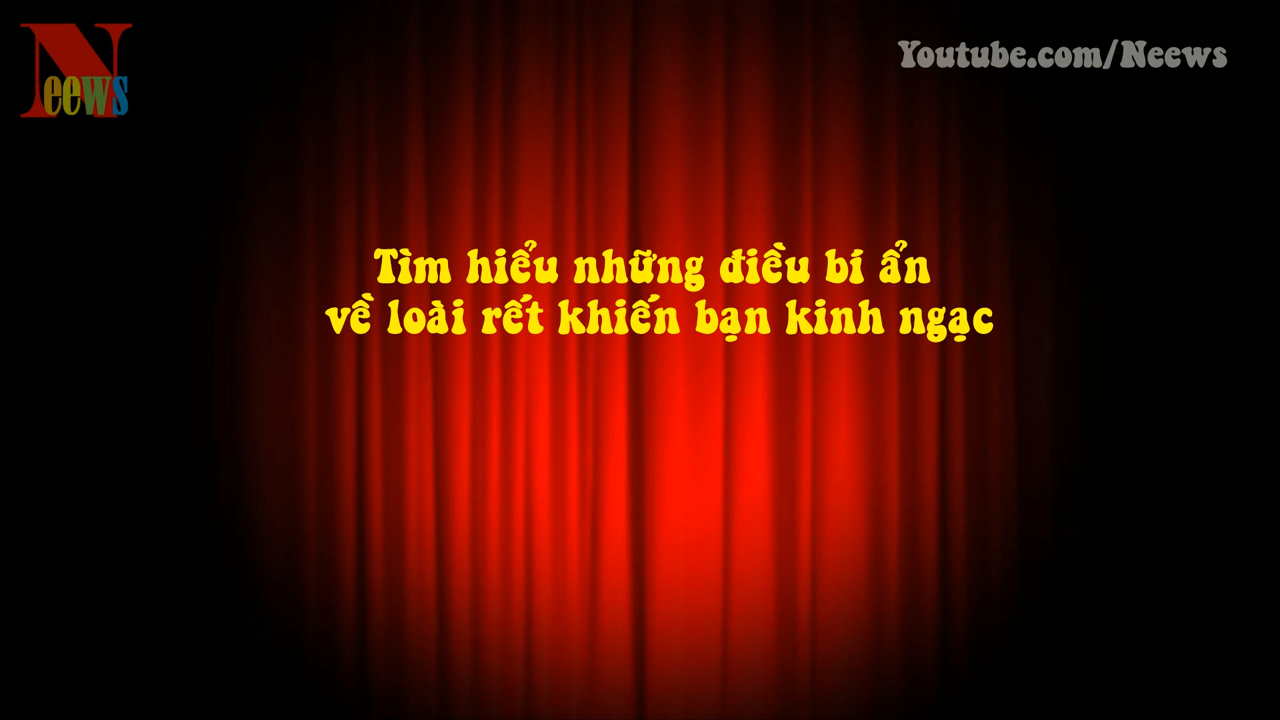 Neews
Youtube.com/Neews
Tìm hiểu những điều bí ẩn
về loài rết khiến bạn kinh ngạc